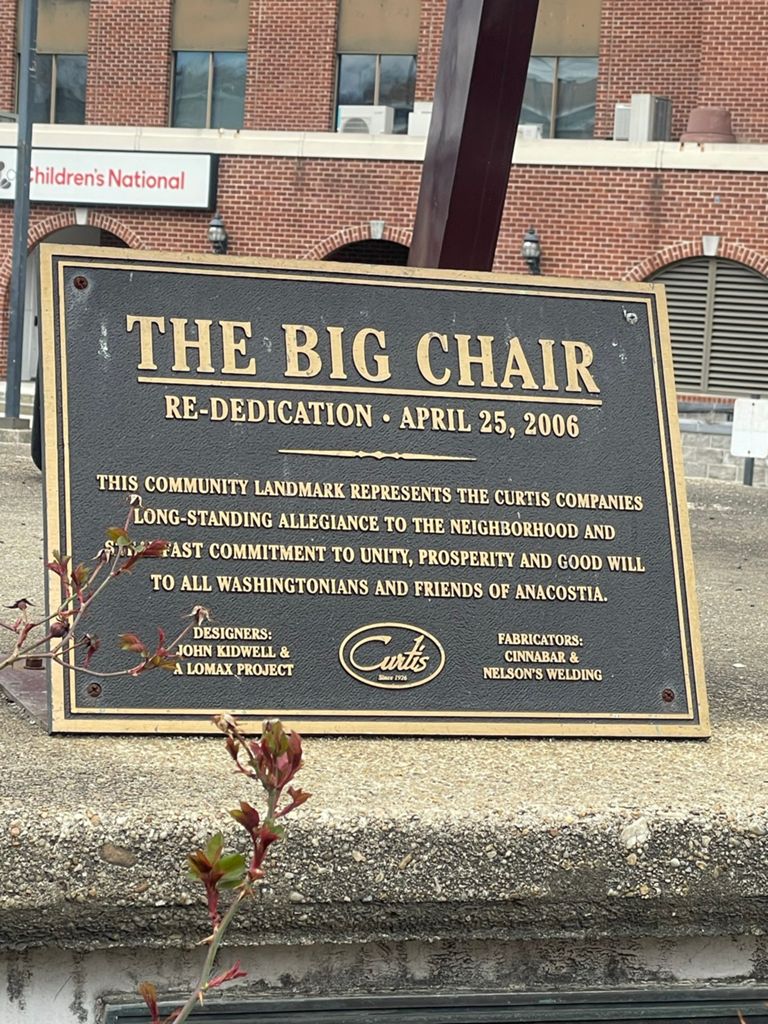 Children's National
THE BIG CHAIR
RE-DEDICATION • APRIL 25, 2006
THIS COMMUNITY LANDMARK REPRESENTS THE CURTIS COMPANIES
LONG-STANDING ALLEGIANCE TO THE NEIGHBORHOOD AND
FAST COMMITMENT TO UNITY, PROSPERITY AND GOOD WILL
TO ALL WASHINGTONIANS AND FRIENDS OF ANACOSTIA.
DESIGNERS:
JOHN KIDWELL &
A LOMAX PROJECT
Curtis
Since 1926
FABRICATORS:
CINNABAR &
NELSON'S WELDING